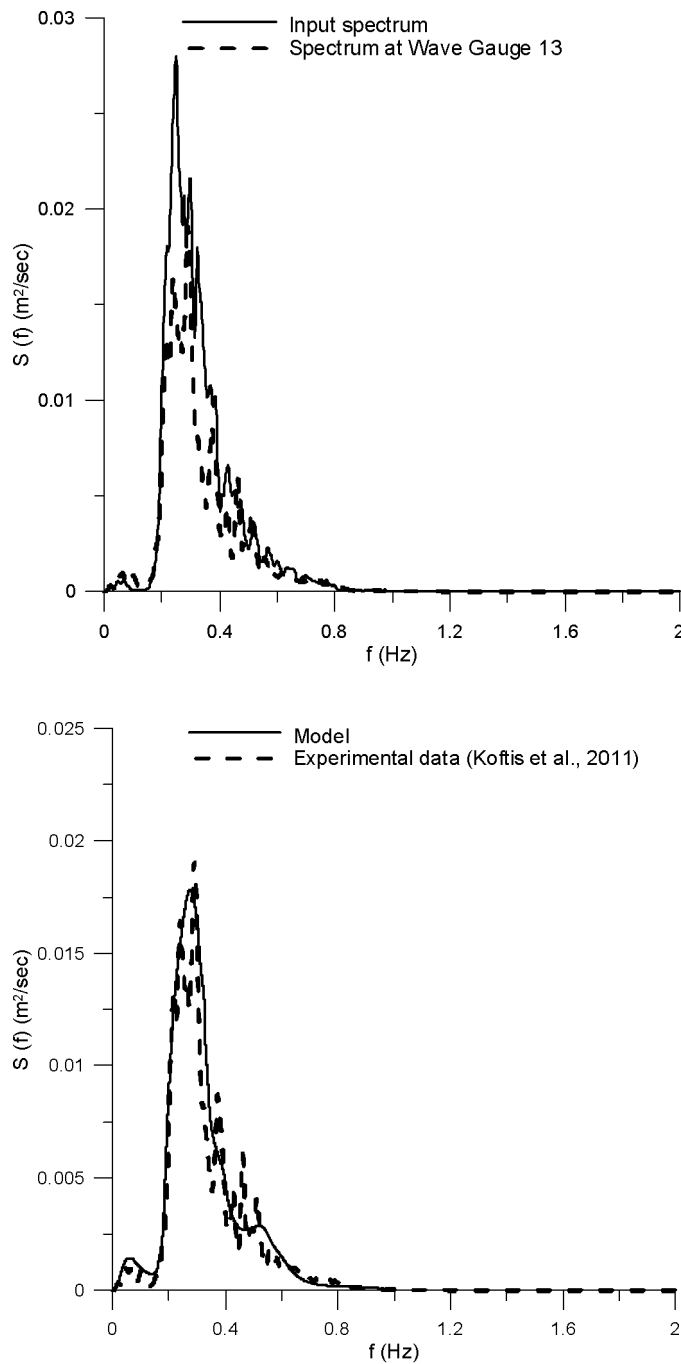 Input spectrum
Spectrum at Wave Gauge 13
0.03
0.02
0.01
0
S (f) (m²/sec)
0 0.4 0.8 1.2 1.6 2
f (Hz)
Model
Experimental data (Koftis et al., 2011)
0.025
0.02
0.015
0.01
0.005
0
S (f) (m²/sec)
0 0.4 0.8 1.2 1.6 2
f (Hz)